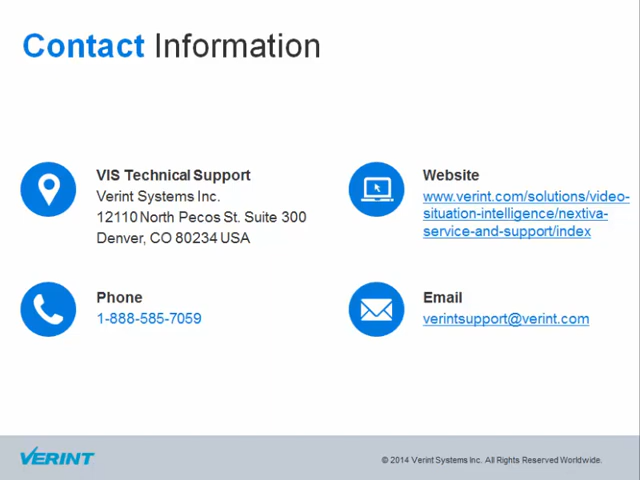 Contact Information
VIS Technical Support
Verint Systems Inc.
12110 North Pecos St. Suite 300
Denver, CO 80234 USA
Website
www.verint.com/solutions/video-
situation-intelligence/nextiva-
service-and-support/index
Phone
1-888-585-7059
Email
verintsupport@verint.com
VERINT
© 2014 Verint Systems Inc. All Rights Reserved Worldwide.